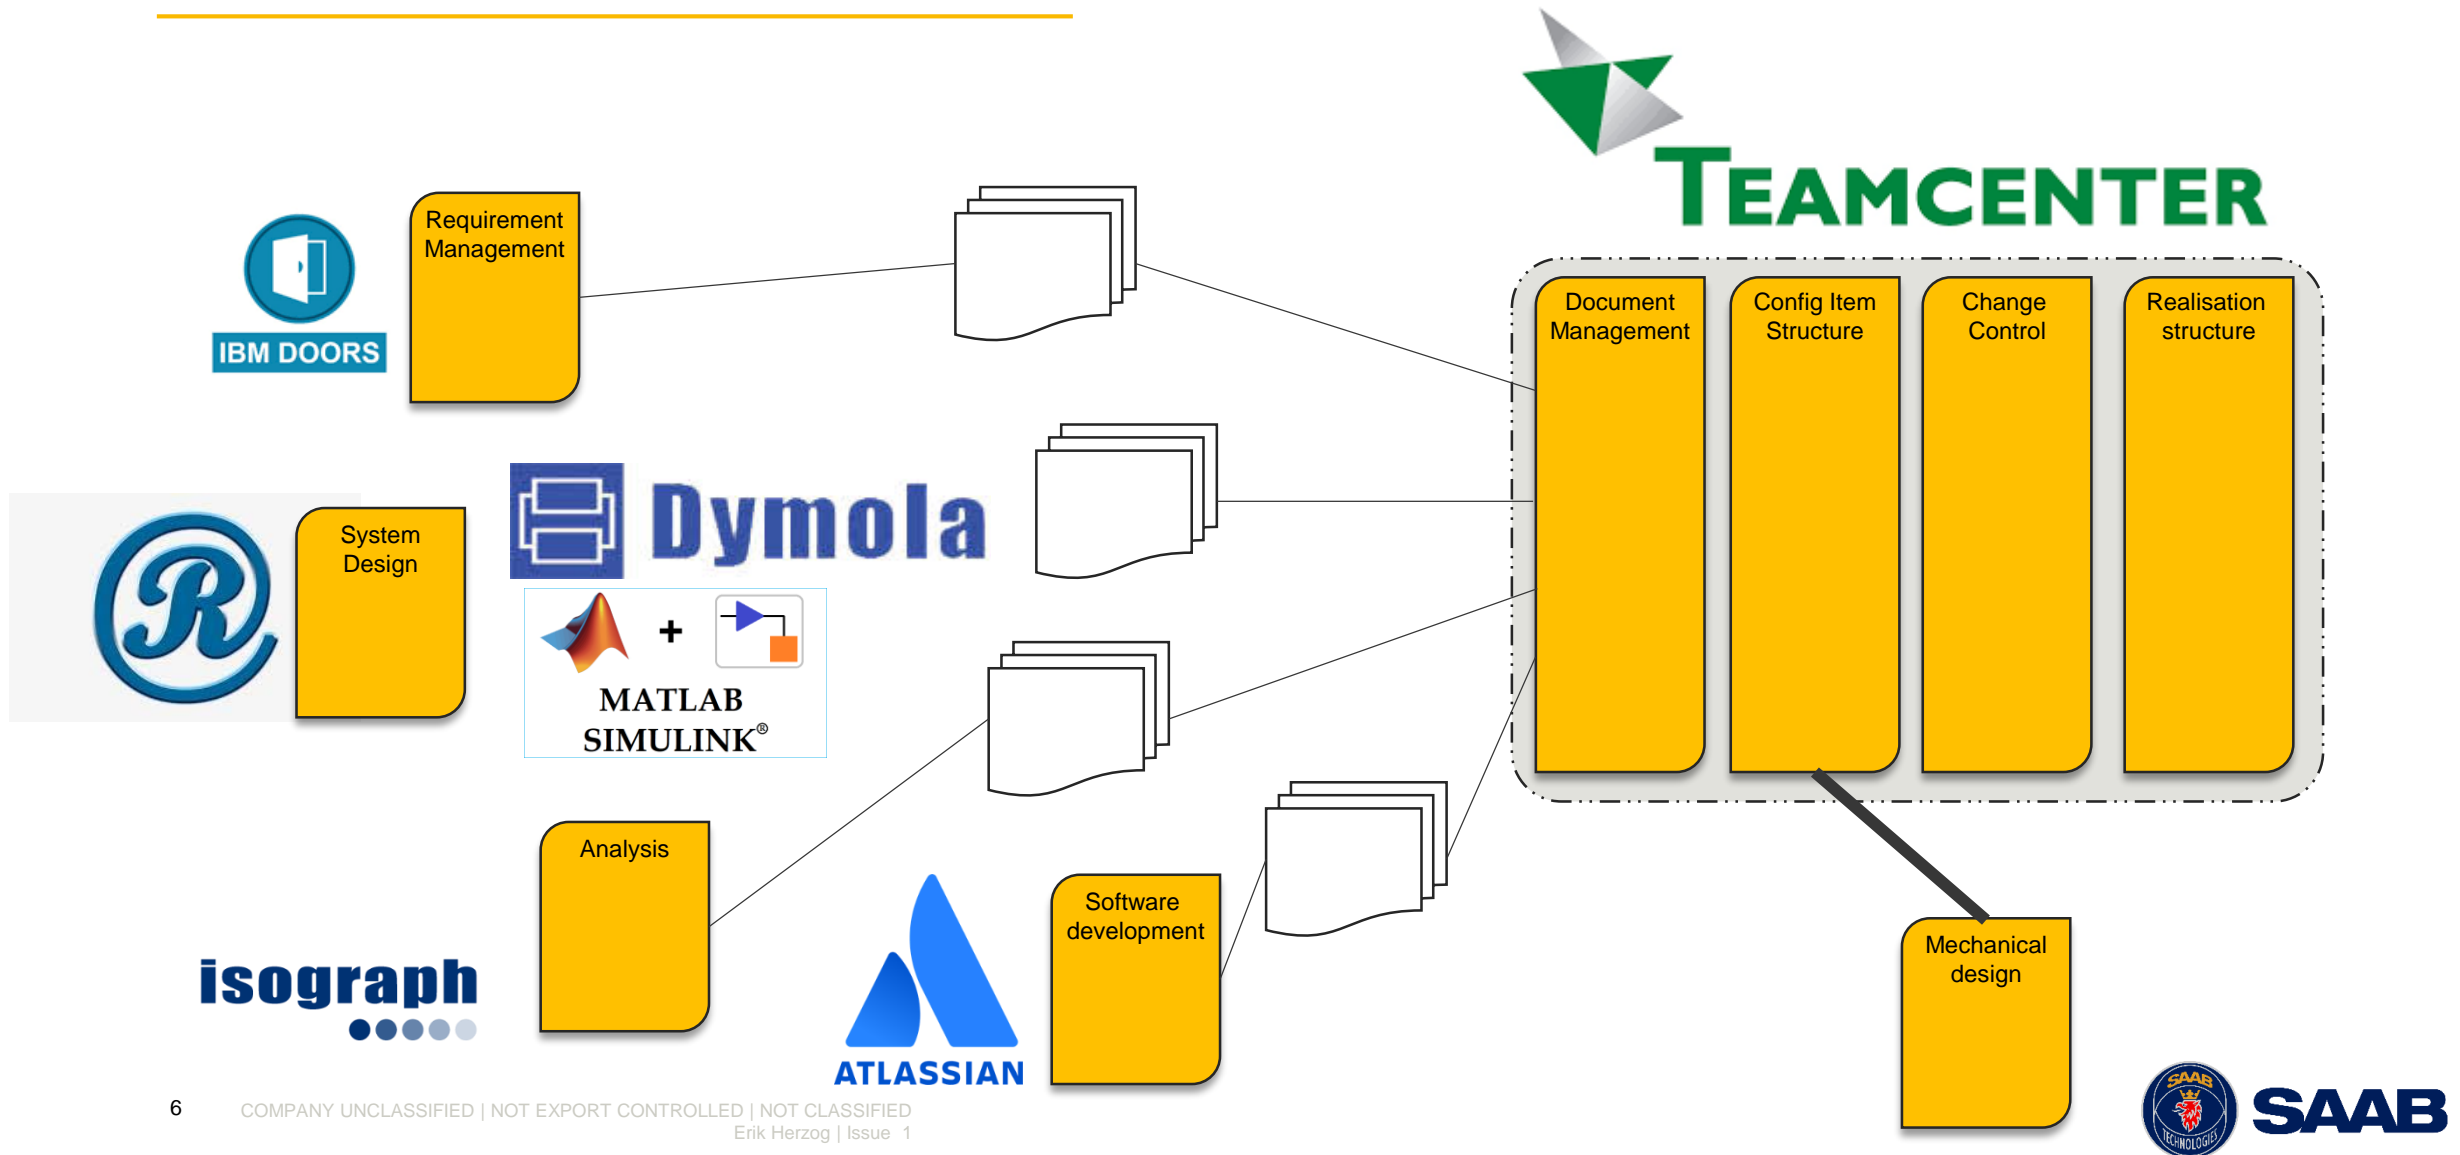 TEAMCENTER
Requirement
Management
IBM DOORS
Document
Management
Config Item
Structure
Change
Control
Realisation
structure
R
System
Design
Dymola
+
MATLAB
SIMULINK®
Analysis
isograph
Software
development
ATLASSIAN
Mechanical
design
6
COMPANY UNCLASSIFIED | NOT EXPORT CONTROLLED | NOT CLASSIFIED
Erik Herzog | Issue 1
SAAB
TECHNOLOGIES
SAAB